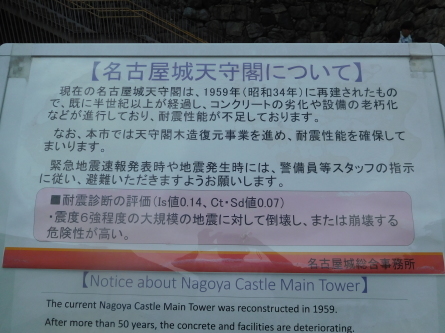 【名古屋城天守閣について】
現在の名古屋城天守閣は、1959年(昭和34年)に再建されたもの
で、既に半世紀以上が経過し、コンクリートの劣化や設備の老朽化
などが進行しており、耐震性能が不足しております。
なお、本市では天守閣木造復元事業を進め、耐震性能を確保して
まいります。
緊急地震速報発表時や地震発生時には、警備員等スタッフの指示
に従い、避難いただきますようお願いします。
■耐震診断の評価(Is値0.14、Ct・Sd値0.07)
・震度6強程度の大規模の地震に対して倒壊し、または崩壊する
危険性が高い。
名古屋城総合事務所
【Notice about Nagoya Castle Main Tower】
The current Nagoya Castle Main Tower was reconstructed in 1959.
After more than 50 years, the concrete and facilities are deteriorating.